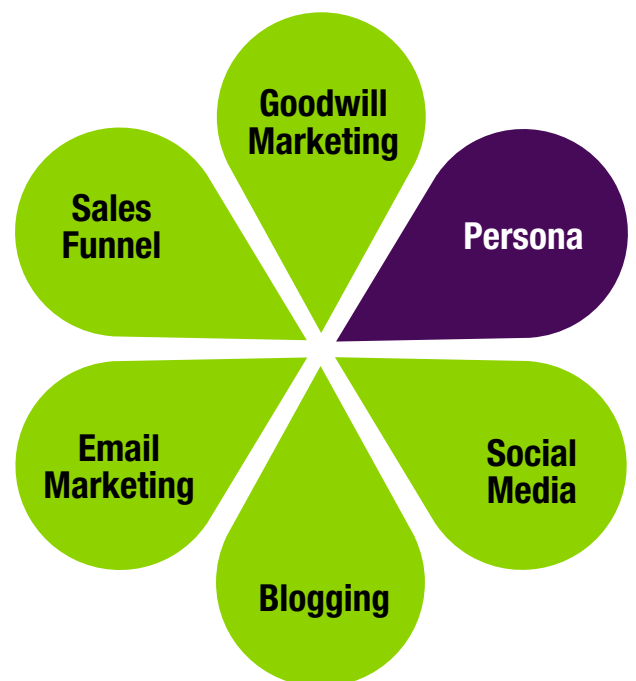 Goodwill
Marketing
Persona
Social
Media
Blogging
Email
Marketing
Sales
Funnel